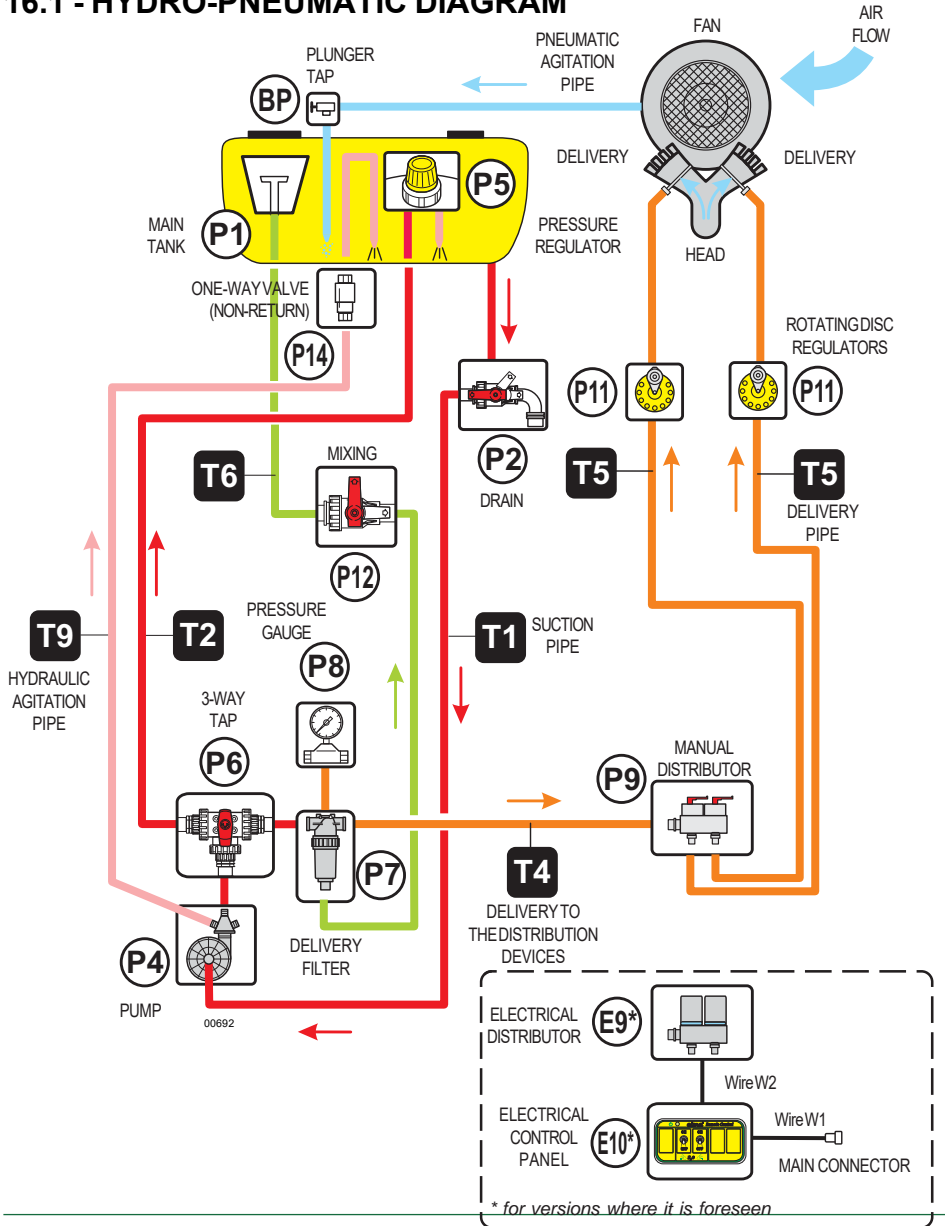 16.1 - HYDRO-PNEUMATIC DIAGRAM
AIR
FLOW
FAN
PNEUMATIC
AGITATION
PIPE
PLUNGER
TAP
BP
DELIVERY
DELIVERY
P5
MAIN
TANK
P1
PRESSURE
REGULATOR
HEAD
ONE-WAY VALVE
(NON-RETURN)
P14
ROTATING DISC
REGULATORS
P11
P11
P2
DRAIN
MIXING
T6
T5
T5
DELIVERY
PIPE
P12
PRESSURE
GAUGE
P8
T9
HYDRAULIC
AGITATION
PIPE
T2
T1
SUCTION
PIPE
3-WAY
TAP
P6
MANUAL
DISTRIBUTOR
P9
P7
T4
DELIVERY TO
THE DISTRIBUTION
DEVICES
DELIVERY
FILTER
P4
PUMP
00692
ELECTRICAL
DISTRIBUTOR
E9*
Wire W2
ELECTRICAL
CONTROL
PANEL
E10*
Wire W1
MAIN CONNECTOR
* for versions where it is foreseen